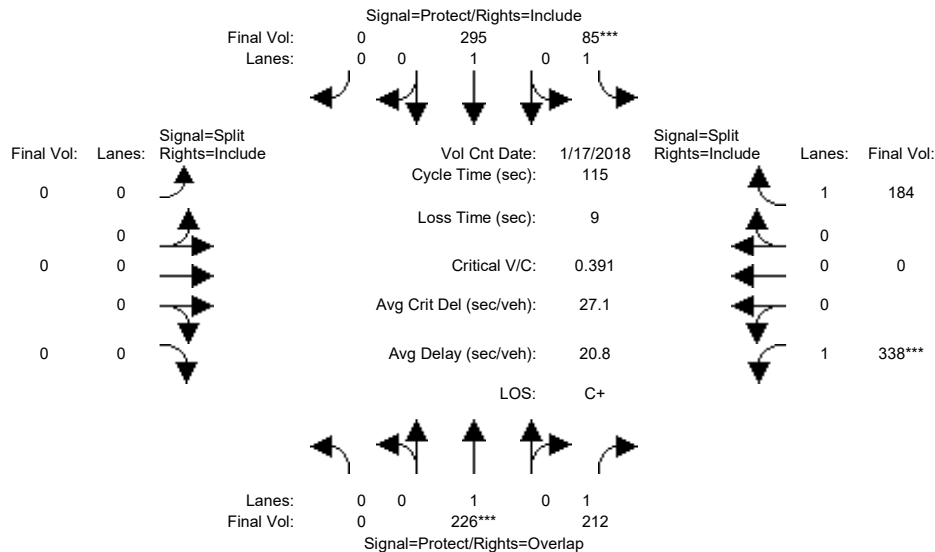 Signal=Protect/Rights=Include
Final Vol: 0 295 85***
Lanes: 0 0 1 0 1
Signal=Split Signal=Split
Final Vol: Lanes: Rights=Include Vol Cnt Date: 1/17/2018 Rights=Include Lanes: Final Vol:
Cycle Time (sec): 115
0 0 1 184
Loss Time (sec): 9
0 0
0 0 Critical V/C: 0.391 0 0
0 Avg Crit Del (sec/veh): 27.1 0
0 0 Avg Delay (sec/veh): 20.8 1 338***
LOS: C+
Lanes: 0 0 1 0 1
Final Vol: 0 226*** 212
Signal=Protect/Rights=Overlap